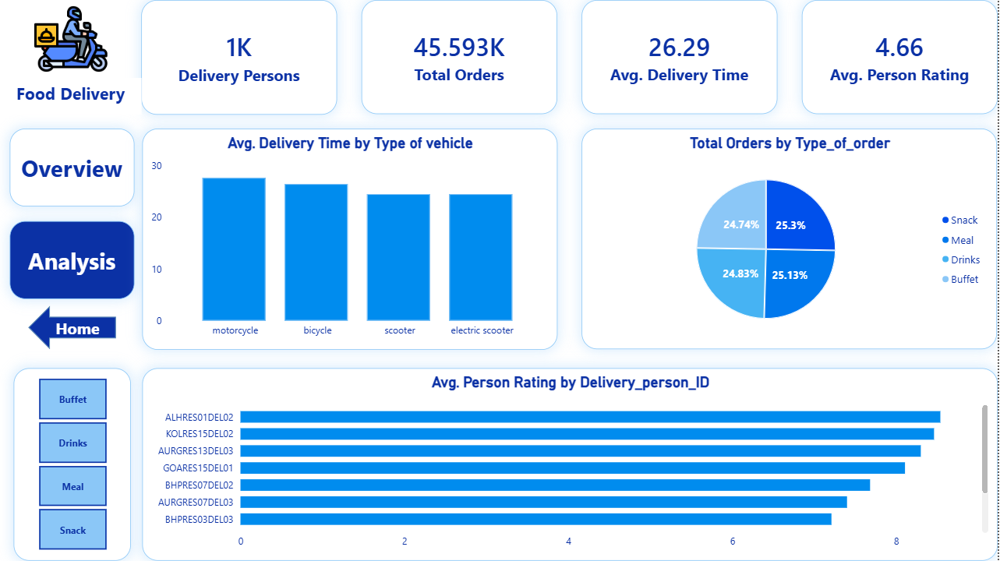 Food Delivery
1K
Delivery Persons
45.593K
Total Orders
26.29
Avg. Delivery Time
4.66
Avg. Person Rating
Overview
Analysis
Home
Avg. Delivery Time by Type of vehicle
30
20
10
0
motorcycle
bicycle
scooter
electric scooter
Total Orders by Type_of_order
24.74%
25.3%
24.83%
25.13%
Snack
Meal
Drinks
Buffet
Buffet
Drinks
Meal
Snack
Avg. Person Rating by Delivery_person_ID
ALHRES01DEL02
KOLRES15DEL02
AURGRES13DEL03
GOARES15DEL01
BHPRES07DEL02
AURGRES07DEL03
BHPRES03DEL03
0 2 4 6 8